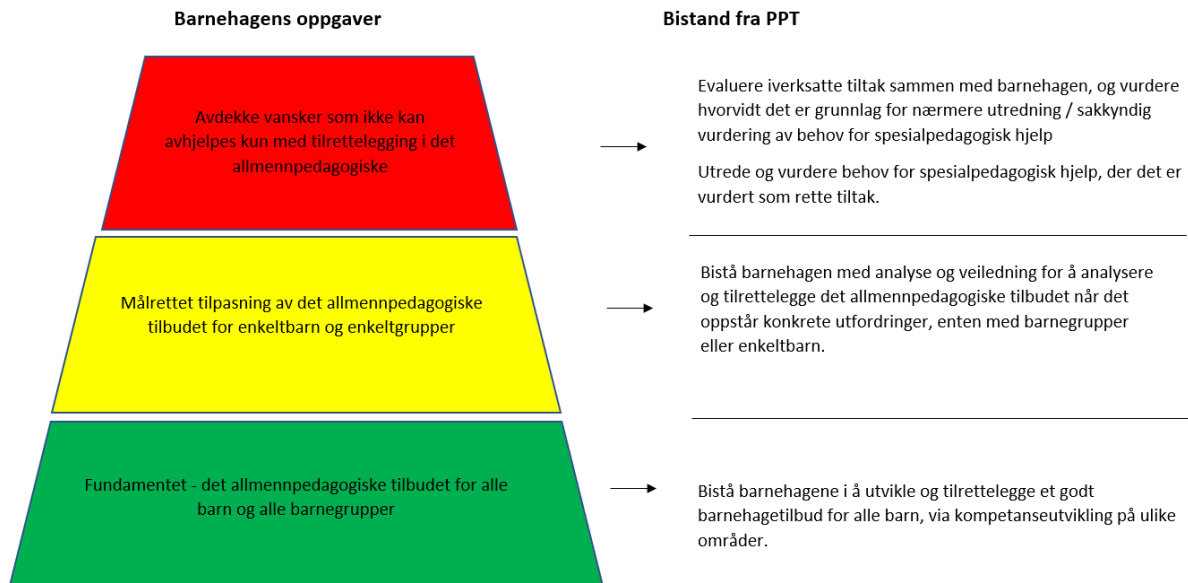 Barnehagens oppgaver
Bistand fra PPT
Avdekke vansker som ikke kan
avhjelpes kun med tilrettelegging i det
allmennpedagogiske
Evaluere iverksatte tiltak sammen med barnehagen, og vurdere
hvorvidt det er grunnlag for nærmere utredning / sakkyndig
vurdering av behov for spesialpedagogisk hjelp
Utrede og vurdere behov for spesialpedagogisk hjelp, der det er
vurdert som rette tiltak.
Målrettet tilpasning av det allmennpedagogiske
tilbudet for enkeltbarn og enkeltgrupper
Bistå barnehagen med analyse og veiledning for å analysere
og tilrettelegge det allmennpedagogiske tilbudet når det
oppstår konkrete utfordringer, enten med barnegrupper
eller enkeltbarn.
Fundamentet - det allmennpedagogiske tilbudet for alle
barn og alle barnegrupper
Bistå barnehagene i å utvikle og tilrettelegge et godt
barnehagetilbud for alle barn, via kompetanseutvikling på ulike
områder.